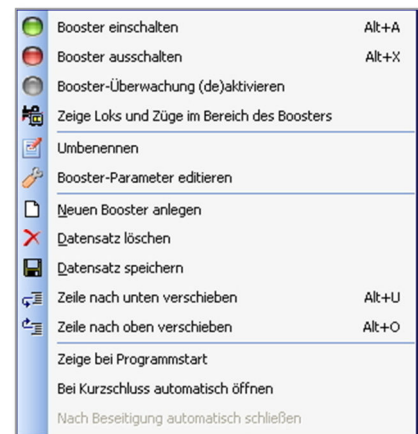 Booster einschalten Alt+A
Booster ausschalten Alt+X
Booster-Überwachung (de)aktivieren
Zeige Loks und Züge im Bereich des Boosters
Umbenennen
Booster-Parameter editieren
Neuen Booster anlegen
Datensatz löschen
Datensatz speichern
Zeile nach unten verschieben Alt+U
Zeile nach oben verschieben Alt+O
Zeige bei Programmstart
Bei Kurzschluss automatisch öffnen
Nach Beseitigung automatisch schließen